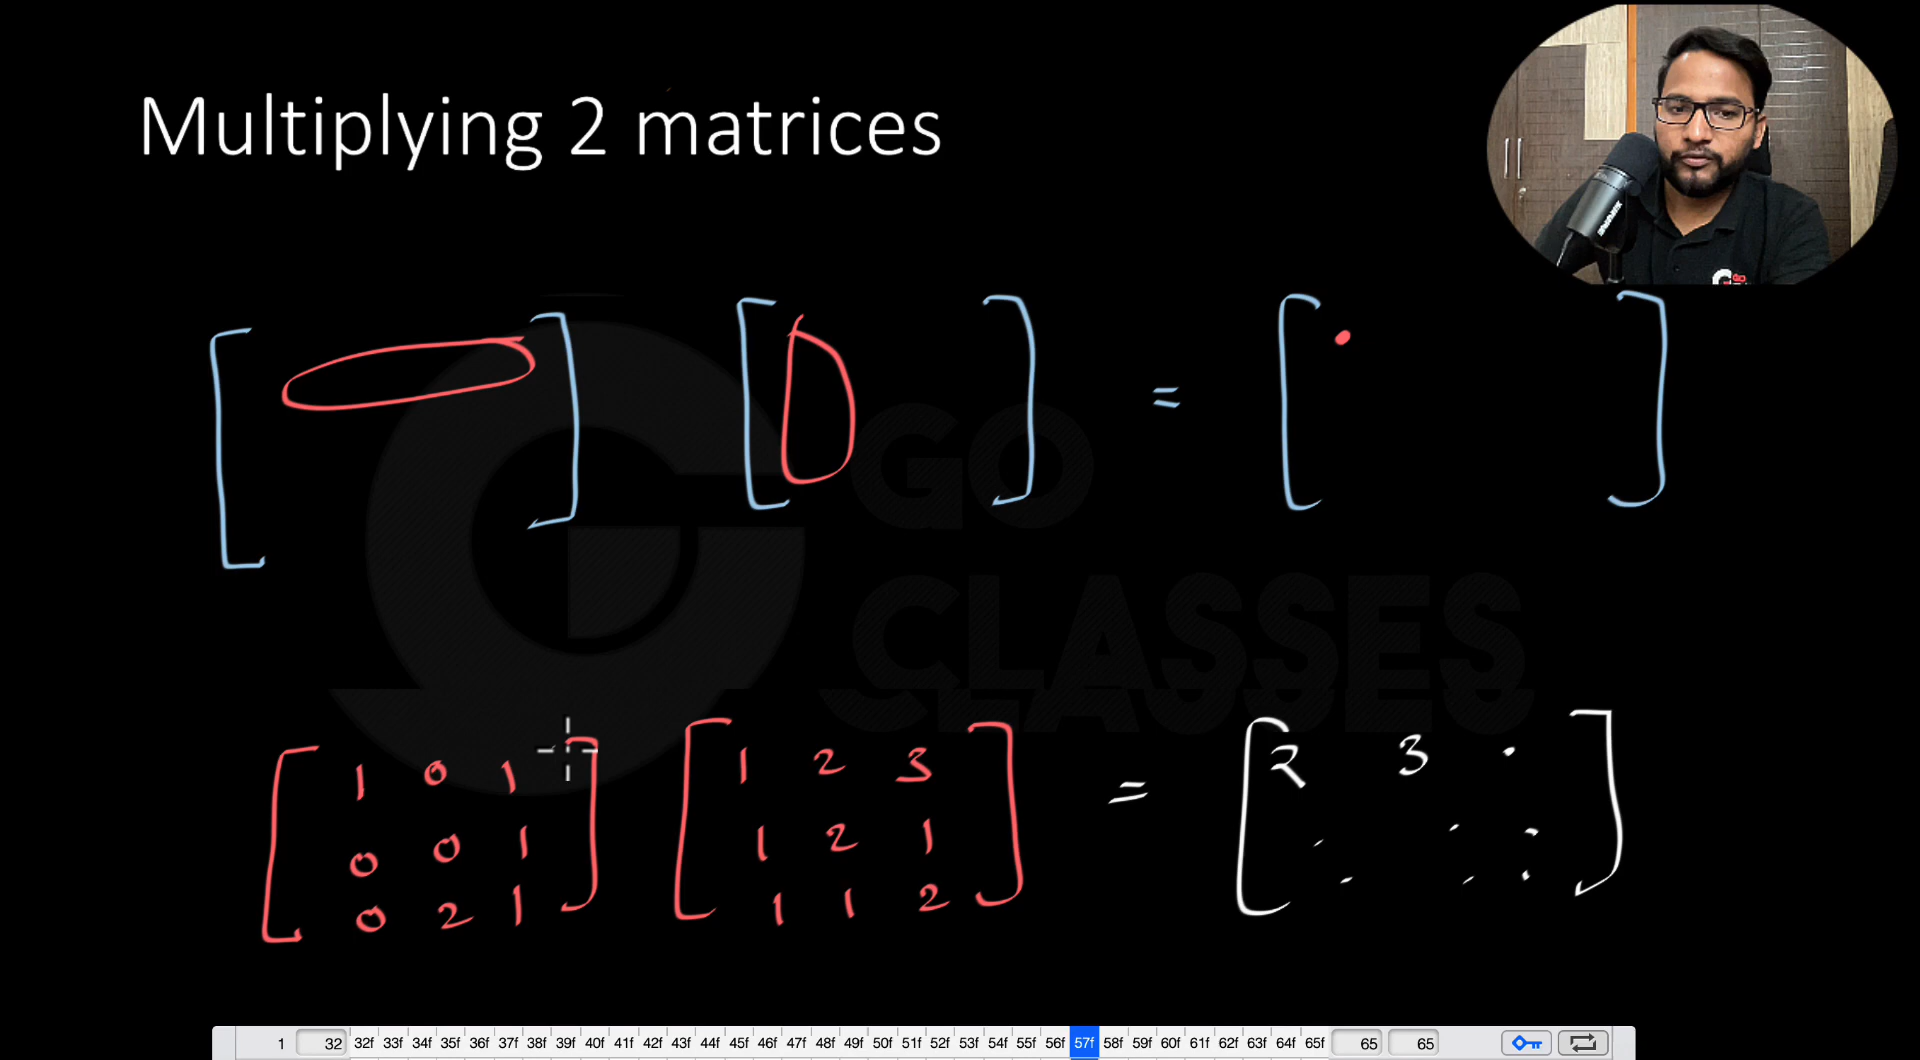 Multiplying 2 matrices
=
GO
CLASSES
1 0 1 1 2 3 = 2 3 .
0 0 1 1 2 1
0 2 1 1 1 2
1 32 32f 33f 34f 35f 36f 37f 38f 39f 40f 41f 42f 43f 44f 45f 46f 47f 48f 49f 50f 51f 52f 53f 54f 55f 56f 57f 58f 59f 60f 61f 62f 63f 64f 65f 65 65